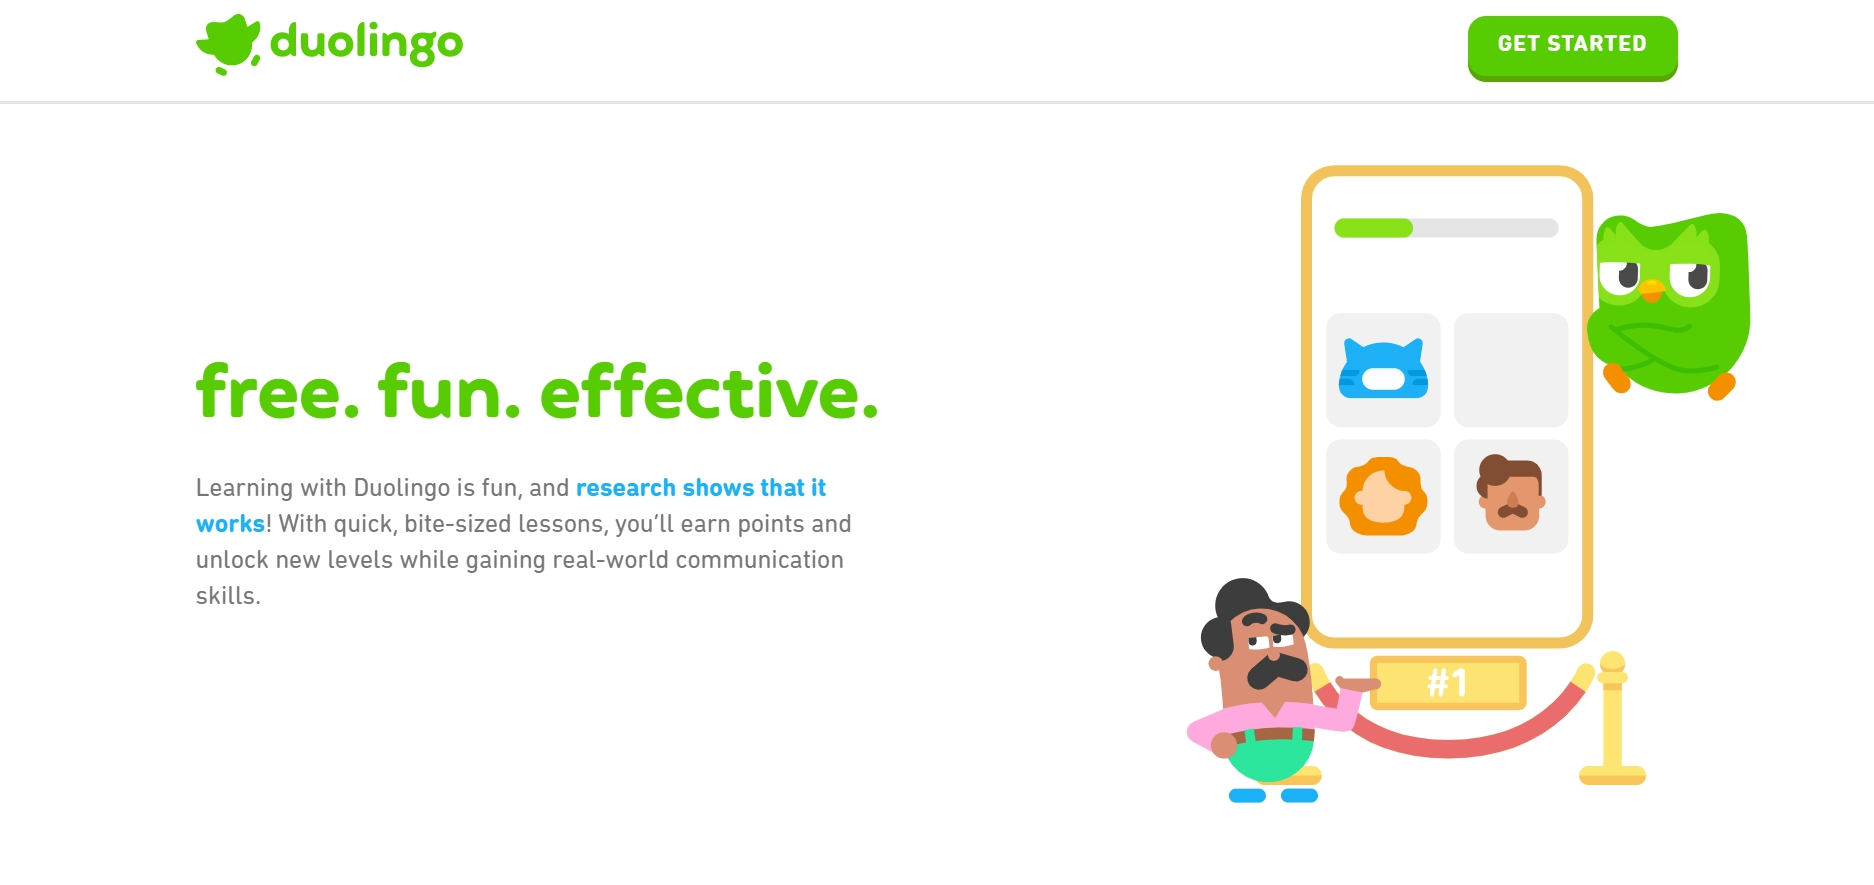 duolingo
GET STARTED
free. fun. effective.
Learning with Duolingo is fun, and research shows that it
works! With quick, bite-sized lessons, you’ll earn points and
unlock new levels while gaining real-world communication
skills.
#1